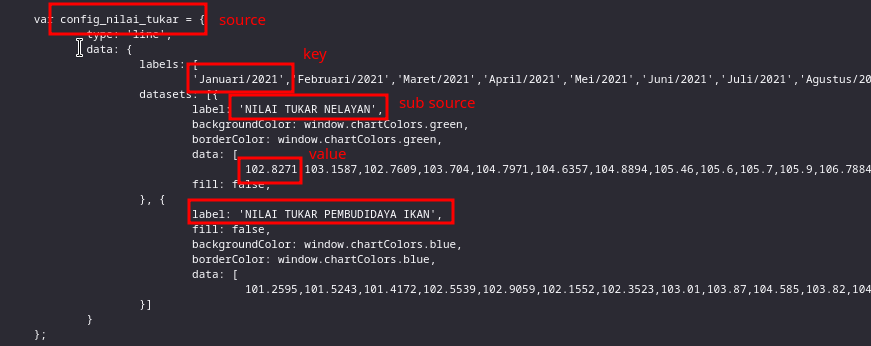 var config_nilai_tukar = { source
type: 'line',
data: { key
labels: [
'Januari/2021','Februari/2021','Maret/2021','April/2021','Mei/2021','Juni/2021','Juli/2021','Agustus/20
datasets: [{
label: 'NILAI TUKAR NELAYAN', sub source
backgroundColor: window.chartColors.green,
borderColor: window.chartColors.green,
data: [ value
102.8271,103.1587,102.7609,103.704,104.7971,104.6357,104.8894,105.46,105.6,105.7,105.9,106.7884
fill: false,
}, {
label: 'NILAI TUKAR PEMBUDIDAYA IKAN',
fill: false,
backgroundColor: window.chartColors.blue,
borderColor: window.chartColors.blue,
data: [
101.2595,101.5243,101.4172,102.5539,102.9059,102.1552,102.3523,103.01,103.87,104.585,103.82,104
}]
}
};